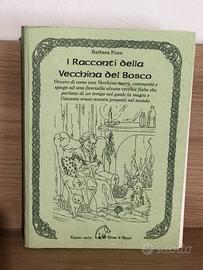 Barbara Fiore
I Racconti della
Vecchina del Bosco
Ovvero di come una Vecchina narrò, commentò e
spiegò ad una fanciulla alcune vecchie fiabe che
parlano di un tempo nel quale la magia e
l'incanto erano ancora presenti nel mondo
subito